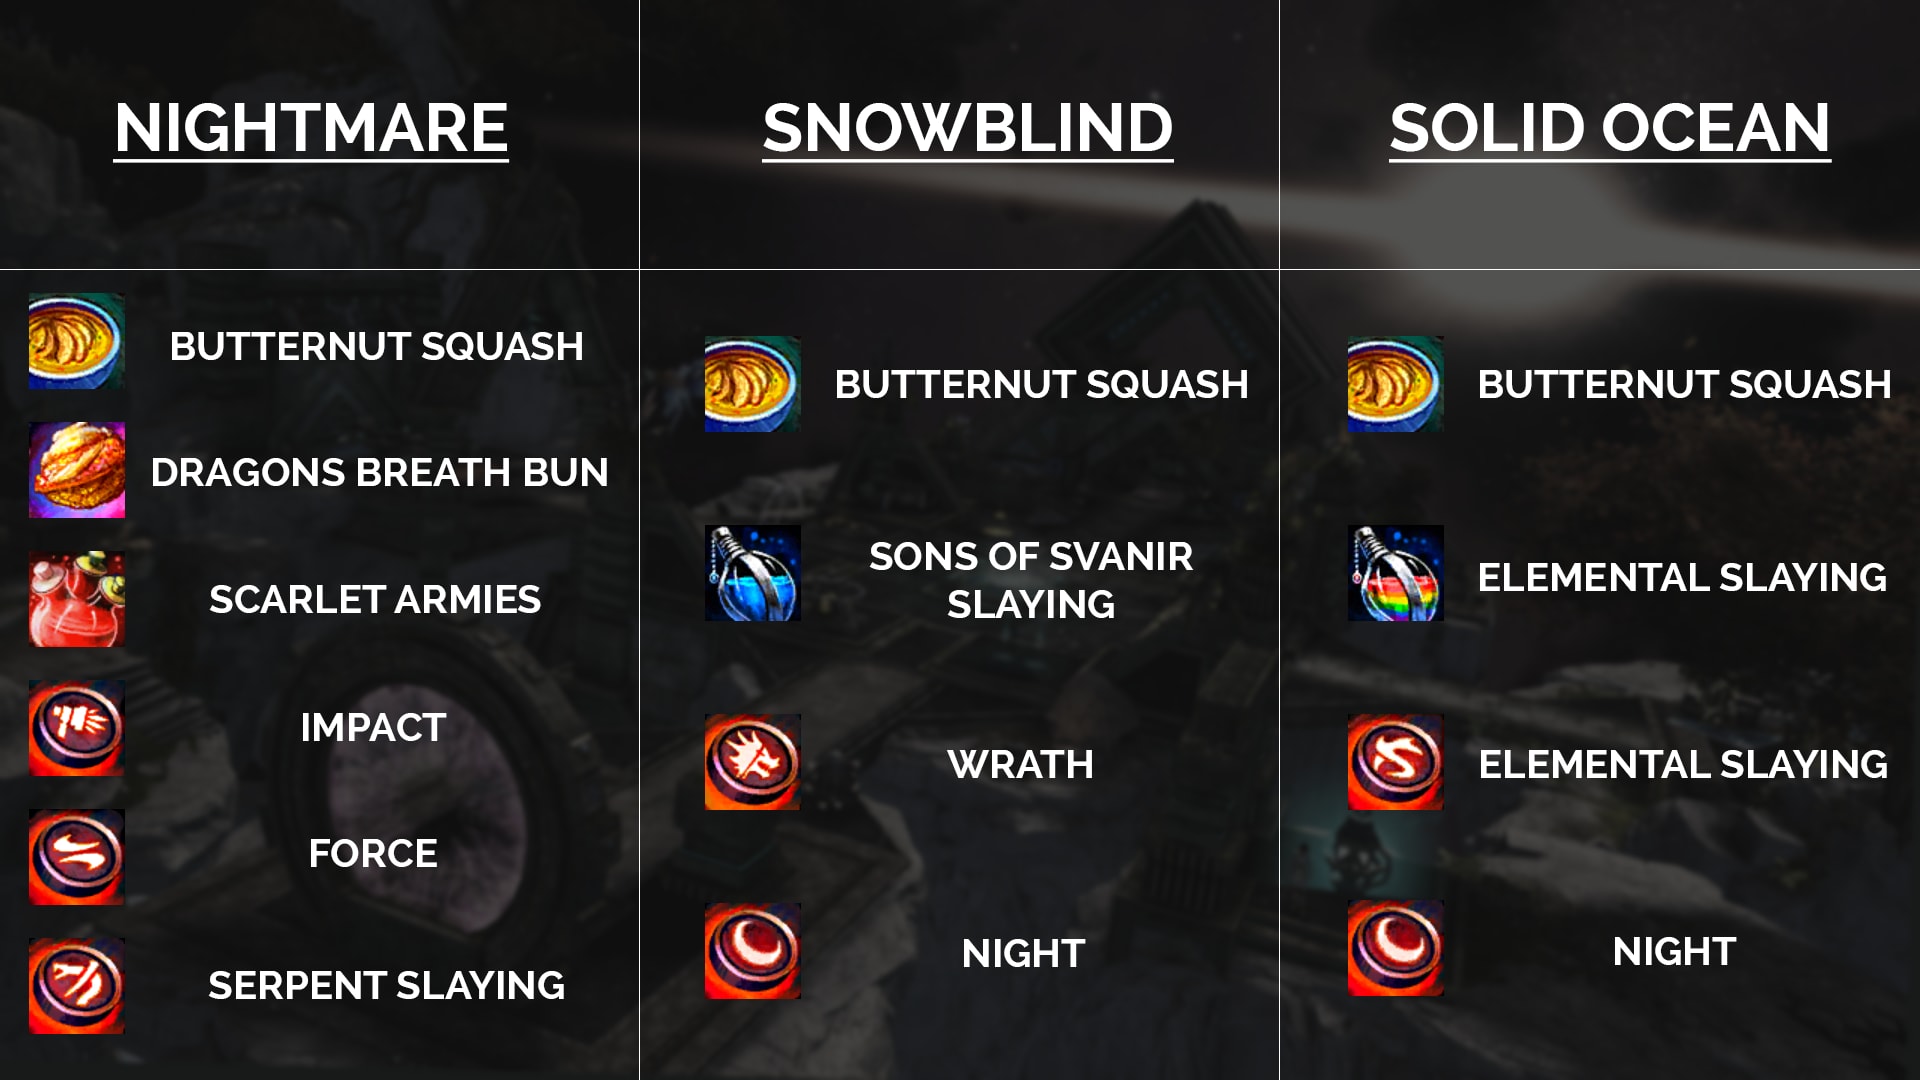 NIGHTMARE
BUTTERNUT SQUASH
DRAGONS BREATH BUN
SCARLET ARMIES
IMPACT
FORCE
SERPENT SLAYING
SNOWBLIND
BUTTERNUT SQUASH
SONS OF SVANIR
SLAYING
WRATH
NIGHT
SOLID OCEAN
BUTTERNUT SQUASH
ELEMENTAL SLAYING
ELEMENTAL SLAYING
NIGHT